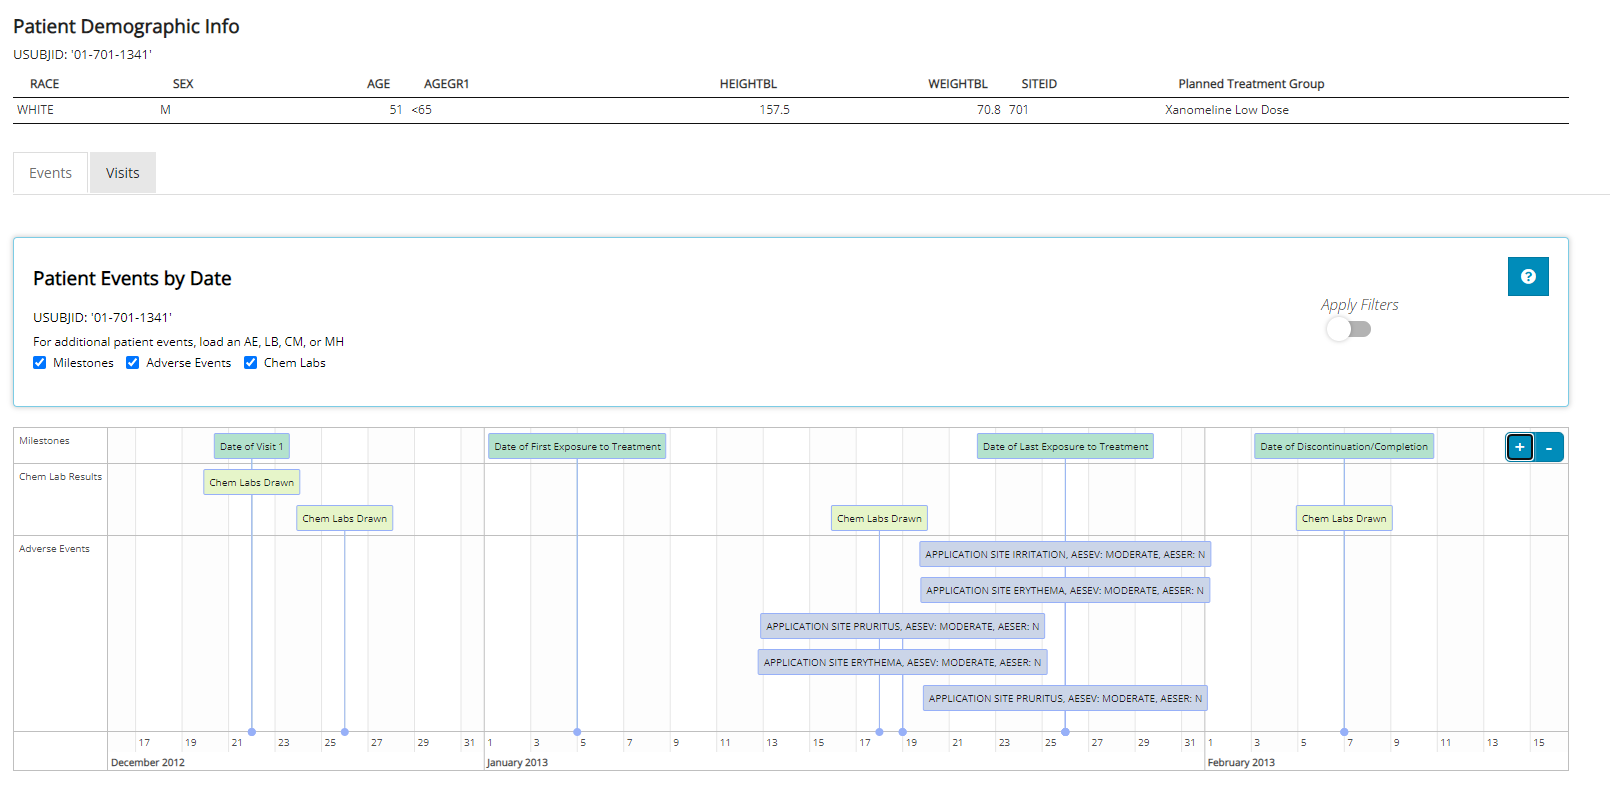 Patient Demographic Info
USUBJID: '01-701-1341'
RACE SEX AGE AGEGR1 HEIGHTBL WEIGHTBL SITEID Planned Treatment Group
WHITE M 51 <65 157.5 70.8 701 Xanomeline Low Dose
Events Visits
Patient Events by Date
?
USUBJID: '01-701-1341'
Apply Filters
For additional patient events, load an AE, LB, CM, or MH
Milestones Adverse Events Chem Labs
Milestones Date of Visit 1 Date of First Exposure to Treatment Date of Last Exposure to Treatment Date of Discontinuation/Completion + -
Chem Lab Results Chem Labs Drawn
Chem Labs Drawn Chem Labs Drawn Chem Labs Drawn
Adverse Events APPLICATION SITE IRRITATION, AESEV: MODERATE, AESER: N
APPLICATION SITE ERYTHEMA, AESEV: MODERATE, AESER: N
APPLICATION SITE PRURITUS, AESEV: MODERATE, AESER: N
APPLICATION SITE ERYTHEMA, AESEV: MODERATE, AESER: N
APPLICATION SITE PRURITUS, AESEV: MODERATE, AESER: N
17 19 21 23 25 27 29 31 1 3 5 7 9 11 13 15 17 19 21 23 25 27 29 31 1 3 5 7 9 11 13 15
December 2012 January 2013 February 2013